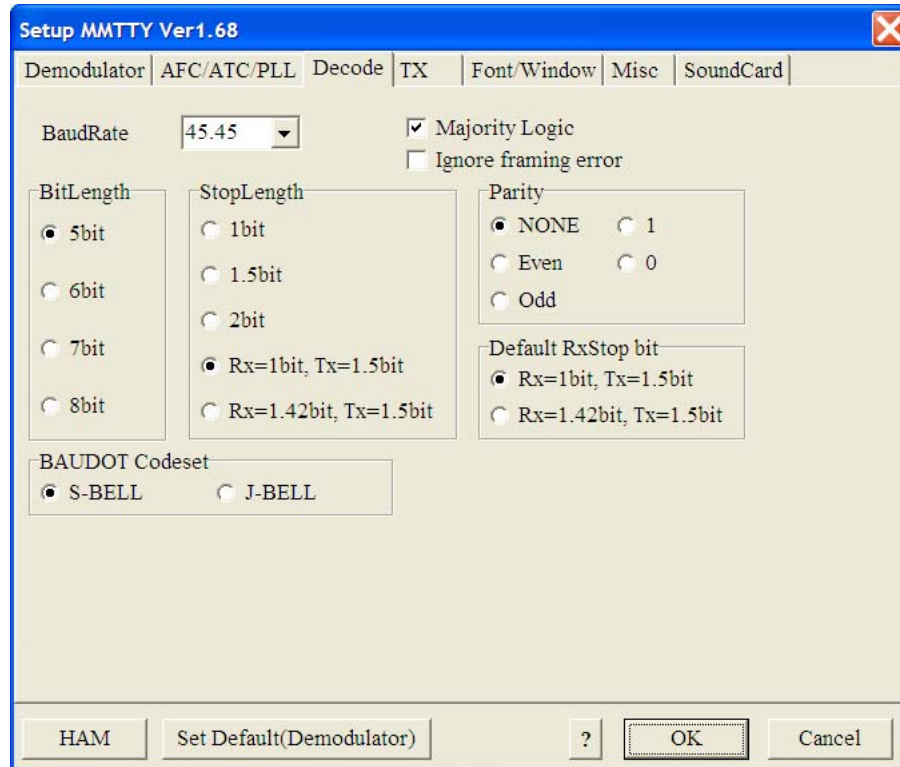 Setup MMTTY Ver1.68
Demodulator AFC/ATC/PLL Decode TX Font/Window Misc SoundCard
BaudRate 45.45
Majority Logic
Ignore framing error
BitLength
5bit
6bit
7bit
8bit
StopLength
1bit
1.5bit
2bit
Rx=1bit, Tx=1.5bit
Rx=1.42bit, Tx=1.5bit
Parity
NONE 1
Even 0
Odd
Default RxStop bit
Rx=1bit, Tx=1.5bit
Rx=1.42bit, Tx=1.5bit
BAUDOT Codeset
S-BELL J-BELL
HAM Set Default(Demodulator) ? OK Cancel